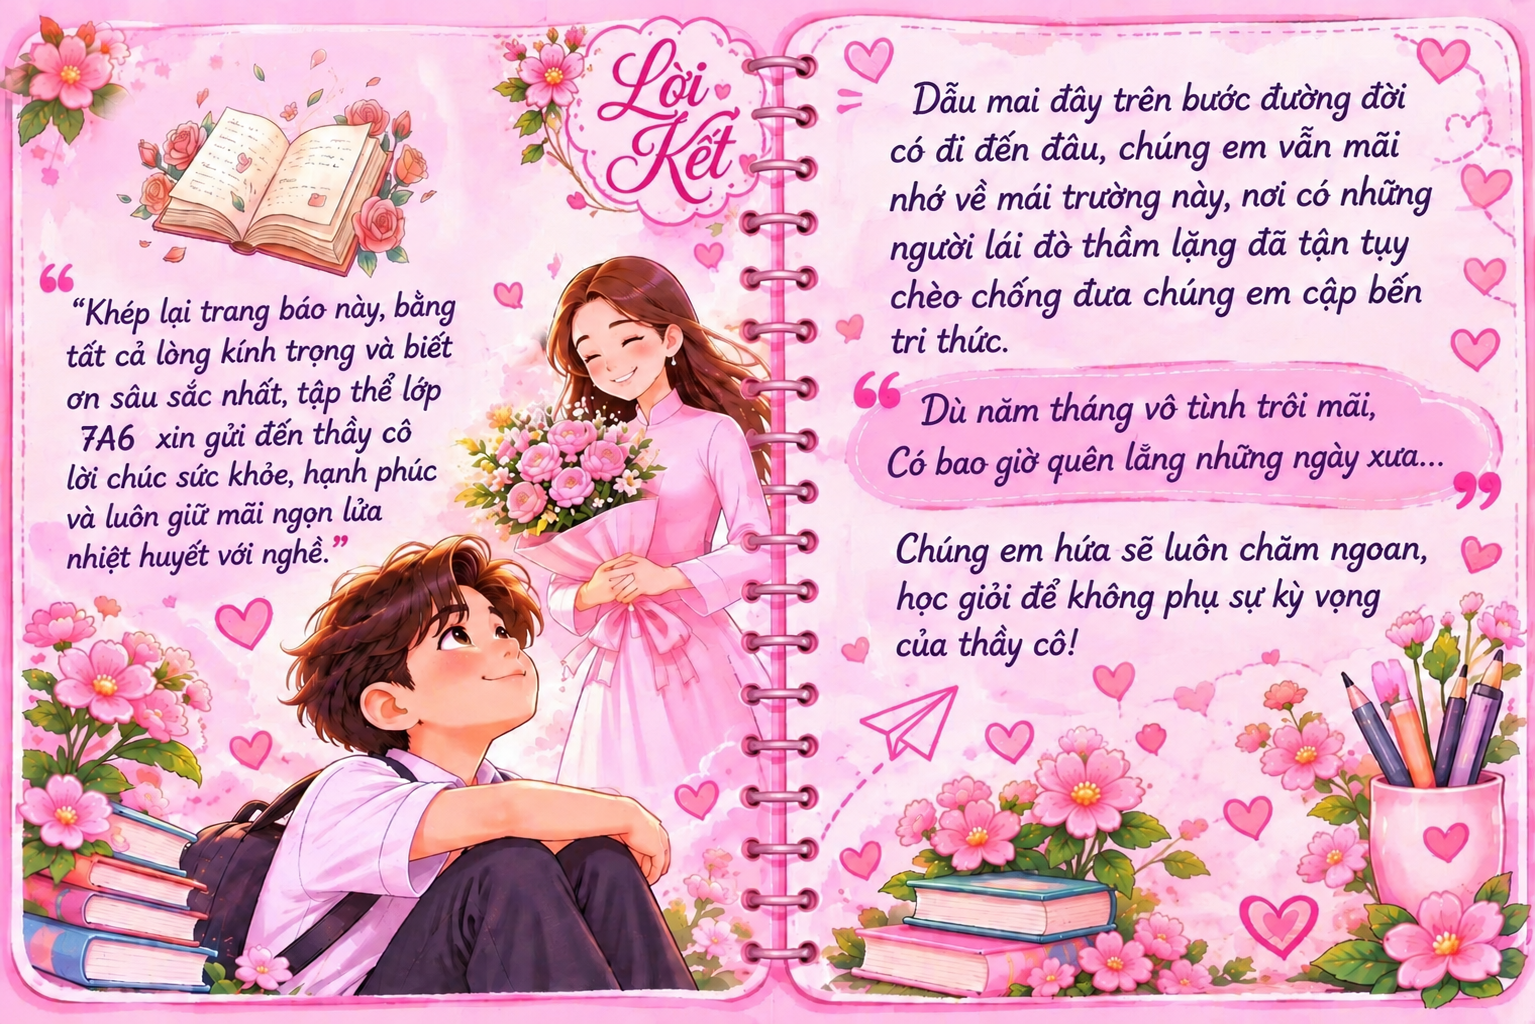 Lời
Kết
“
“Khép lại trang báo này, bằng
tất cả lòng kính trọng và biết
ơn sâu sắc nhất, tập thể lớp
7A6 xin gửi đến thầy cô
lời chúc sức khỏe, hạnh phúc
và luôn giữ mãi ngọn lửa
nhiệt huyết với nghề.”
Dẫu mai đây trên bước đường đời
có đi đến đâu, chúng em vẫn mãi
nhớ về mái trường này, nơi có những
người lái đò thầm lặng đã tận tụy
chèo chống đưa chúng em cập bến
tri thức.
“ Dù năm tháng vô tình trôi mãi,
Có bao giờ quên lắng những ngày xưa... ”
Chúng em hứa sẽ luôn chăm ngoan,
học giỏi để không phụ sự kỳ vọng
của thầy cô!